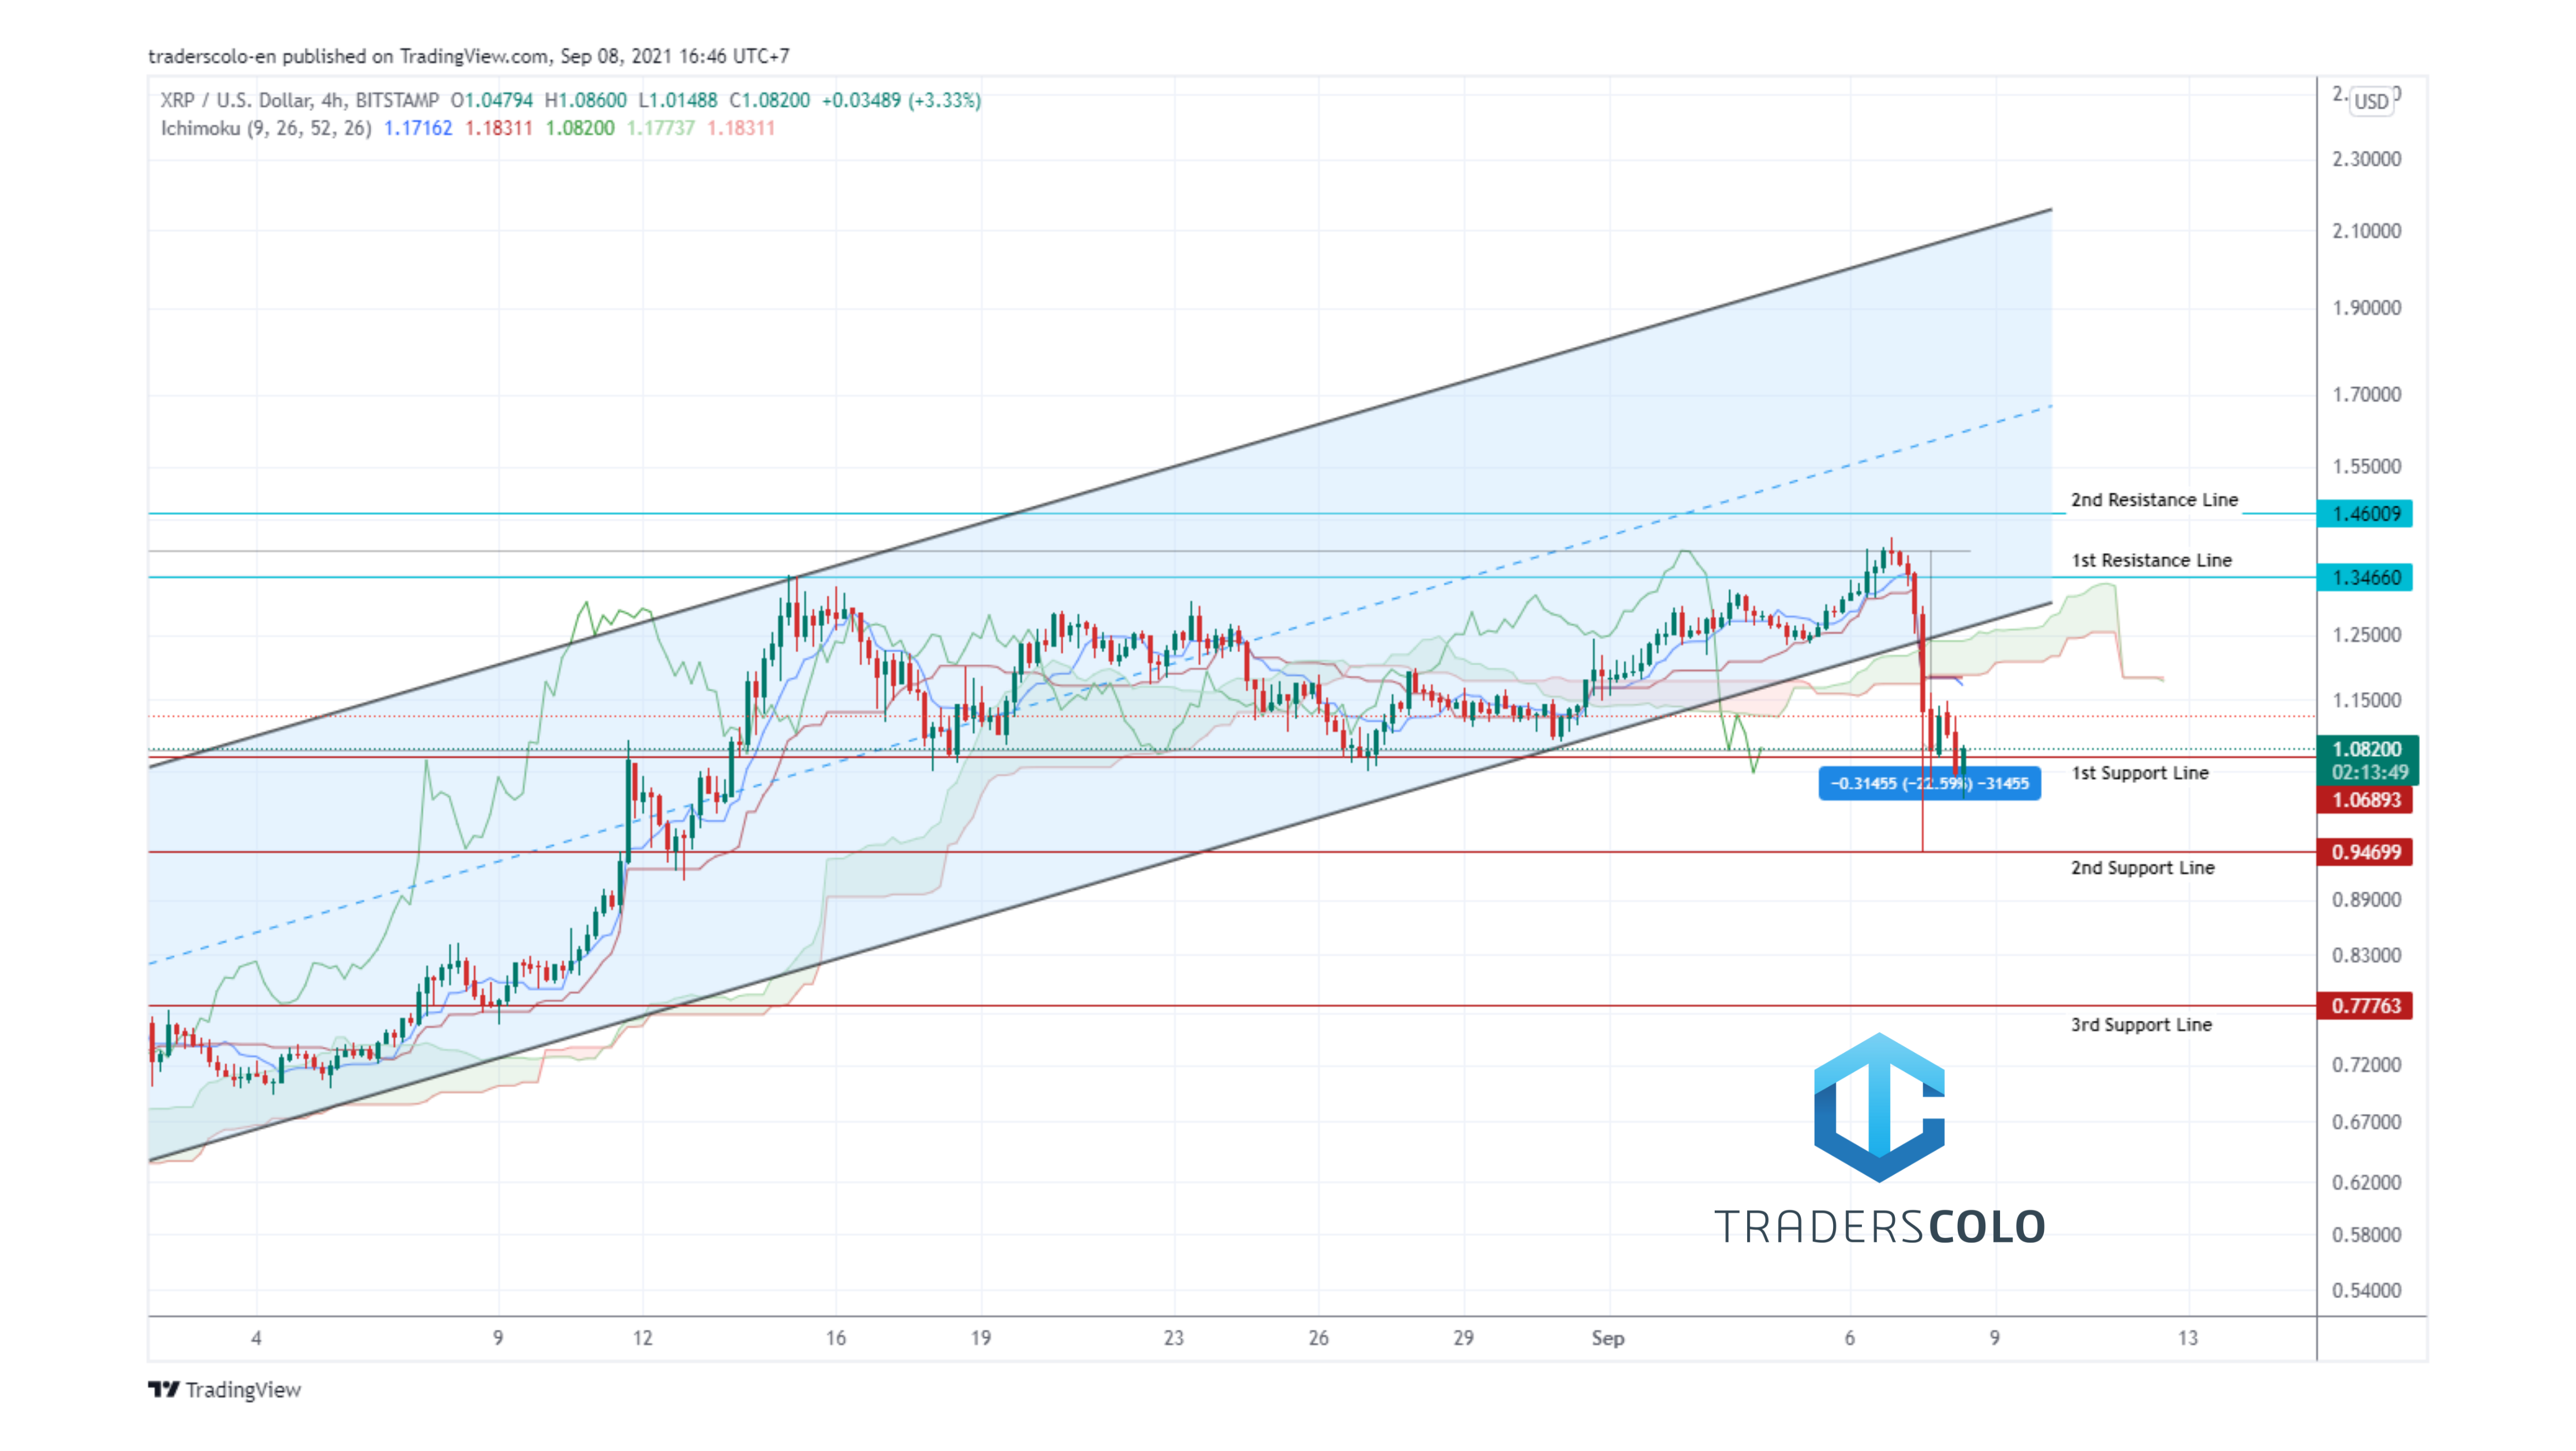 traderscolo-en published on TradingView.com, Sep 08, 2021 16:46 UTC+7
XRP / U.S. Dollar, 4h, BITSTAMP O1.04794 H1.08600 L1.01488 C1.08200 +0.03489 (+3.33%)
Ichimoku (9, 26, 52, 26) 1.17162 1.18311 1.08200 1.17737 1.18311
USD
2.30000
2.10000
1.90000
1.70000
1.55000
2nd Resistance Line
1.46009
1st Resistance Line
1.34660
1.25000
1.15000
1.08200
02:13:49
1st Support Line
−0.31455 (−22.59%) −31455
1.06893
0.94699
2nd Support Line
0.89000
0.83000
0.77763
3rd Support Line
0.72000
0.67000
0.62000
TRADERSCOLO
0.58000
0.54000
4 9 12 16 19 23 26 29 Sep 6 9 13
TradingView